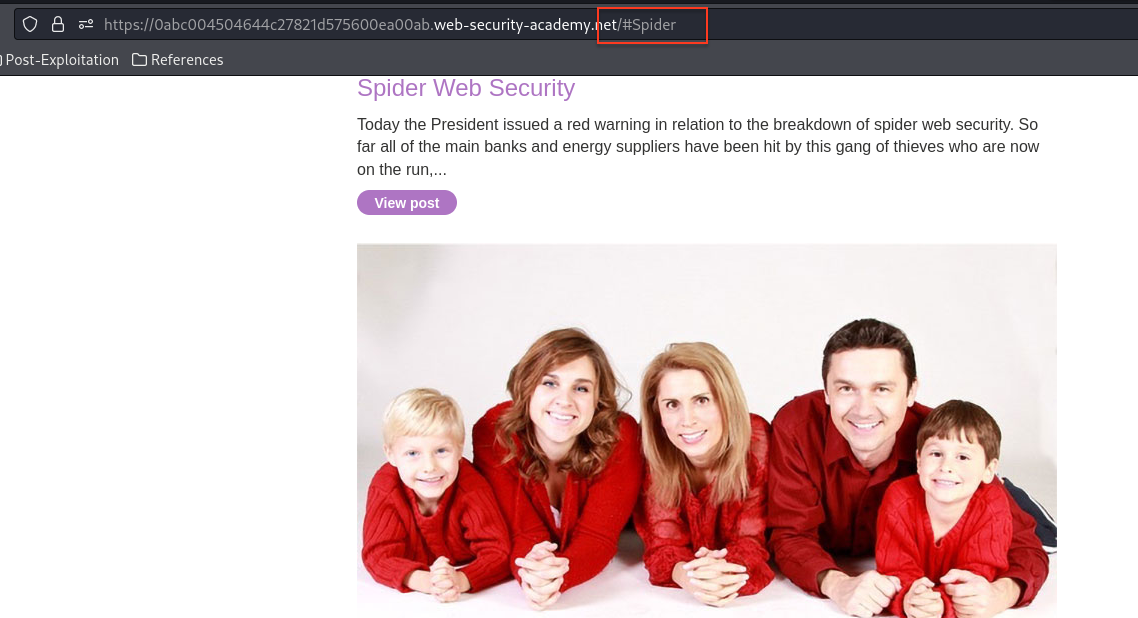 https://0abc004504644c27821d575600ea00ab.web-security-academy.net/#Spider
Post-Exploitation References
Spider Web Security
Today the President issued a red warning in relation to the breakdown of spider web security. So
far all of the main banks and energy suppliers have been hit by this gang of thieves who are now
on the run,...
View post